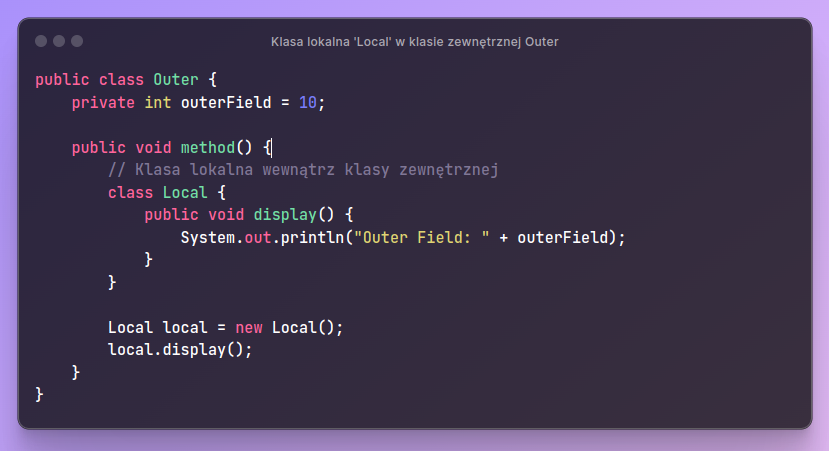 Klasa lokalna 'Local' w klasie zewnętrznej Outer
public class Outer {
    private int outerField = 10;

    public void method() {
        // Klasa lokalna wewnątrz klasy zewnętrznej
        class Local {
            public void display() {
                System.out.println("Outer Field: " + outerField);
            }
        }

        Local local = new Local();
        local.display();
    }
}